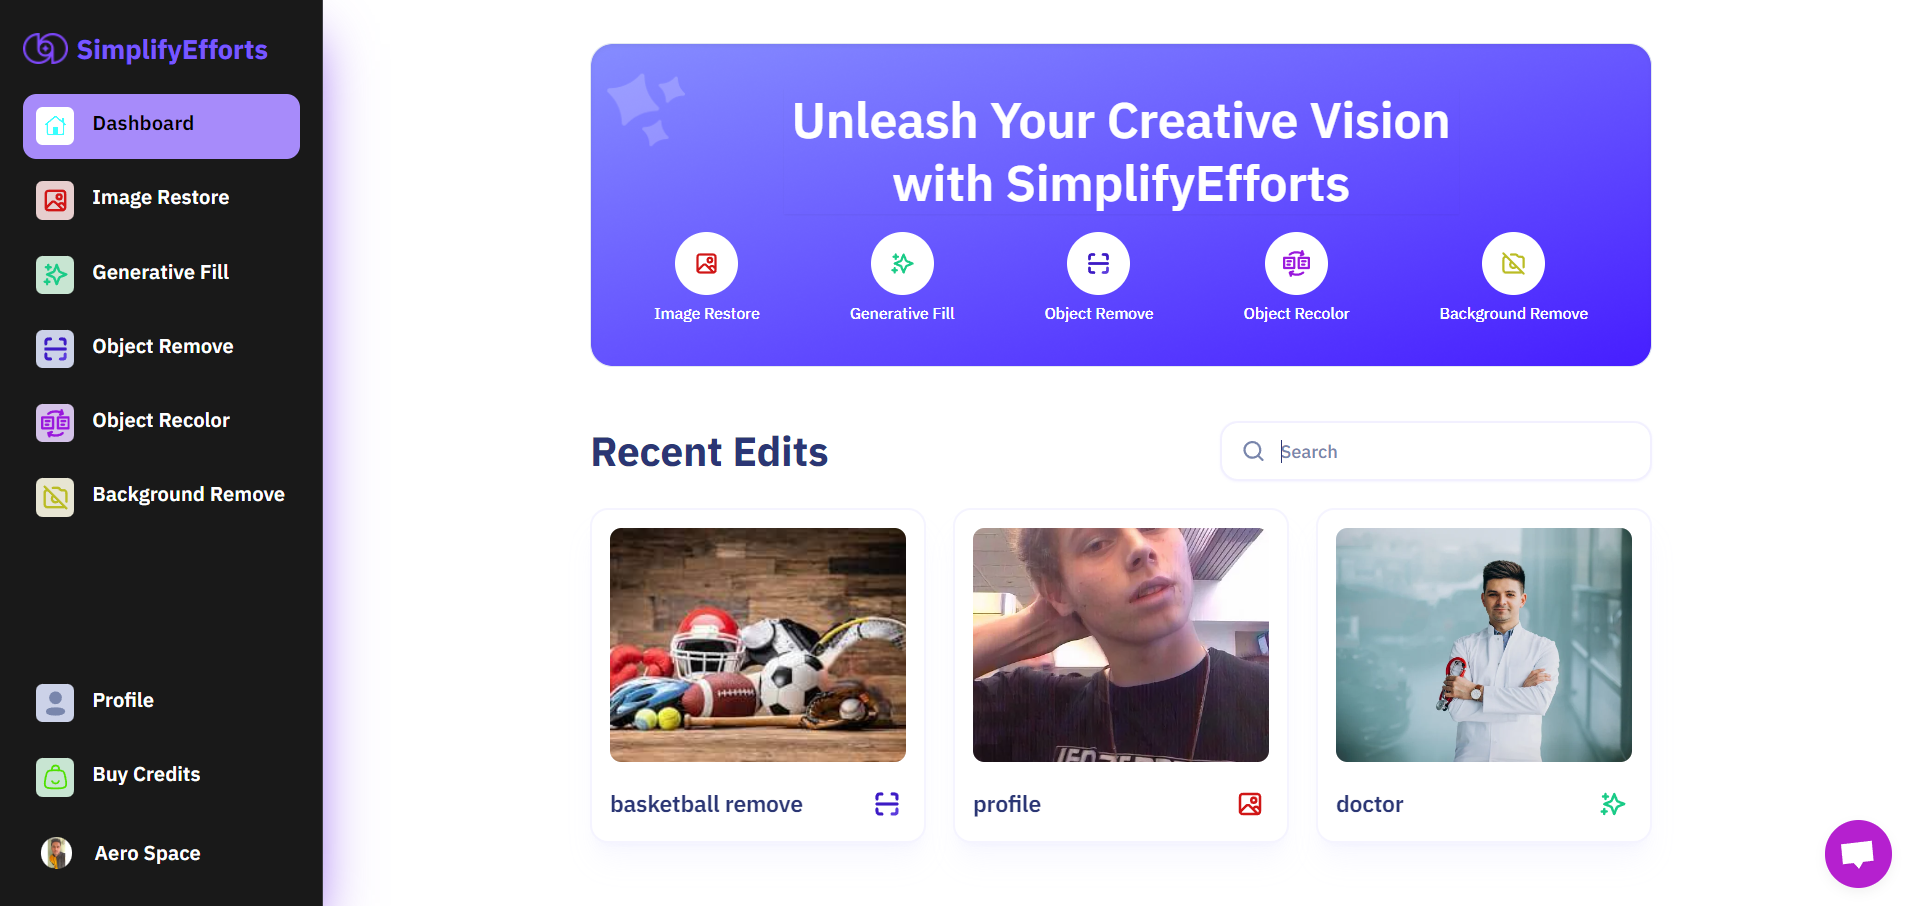 SimplifyEfforts
Dashboard
Image Restore
Generative Fill
Object Remove
Object Recolor
Background Remove
Profile
Buy Credits
Aero Space
Unleash Your Creative Vision
with SimplifyEfforts
Image Restore
Generative Fill
Object Remove
Object Recolor
Background Remove
Recent Edits
Search
basketball remove
profile
doctor